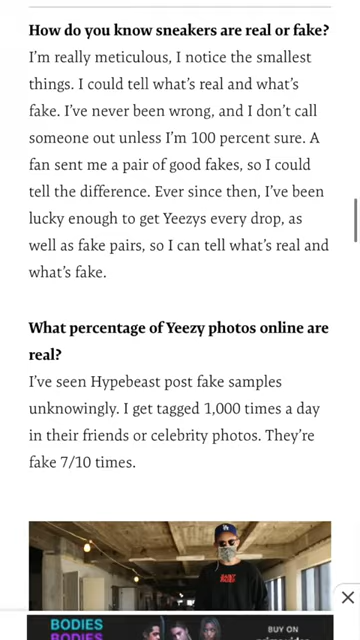 How do you know sneakers are real or fake?
I’m really meticulous, I notice the smallest
things. I could tell what’s real and what’s
fake. I’ve never been wrong, and I don’t call
someone out unless I’m 100 percent sure. A
fan sent me a pair of good fakes, so I could
tell the difference. Ever since then, I’ve been
lucky enough to get Yeezys every drop, as
well as fake pairs, so I can tell what’s real and
what’s fake.
What percentage of Yeezy photos online are
real?
I’ve seen Hypebeast post fake samples
unknowingly. I get tagged 1,000 times a day
in their friends or celebrity photos. They’re
fake 7/10 times.
BODIES
BODIES
BUY ON